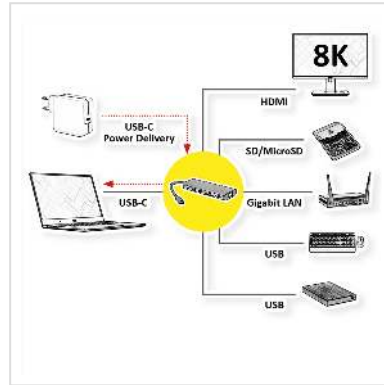 8K
HDMI
USB-C
Power Delivery
SD/MicroSD
USB-C
Gigabit LAN
USB
USB